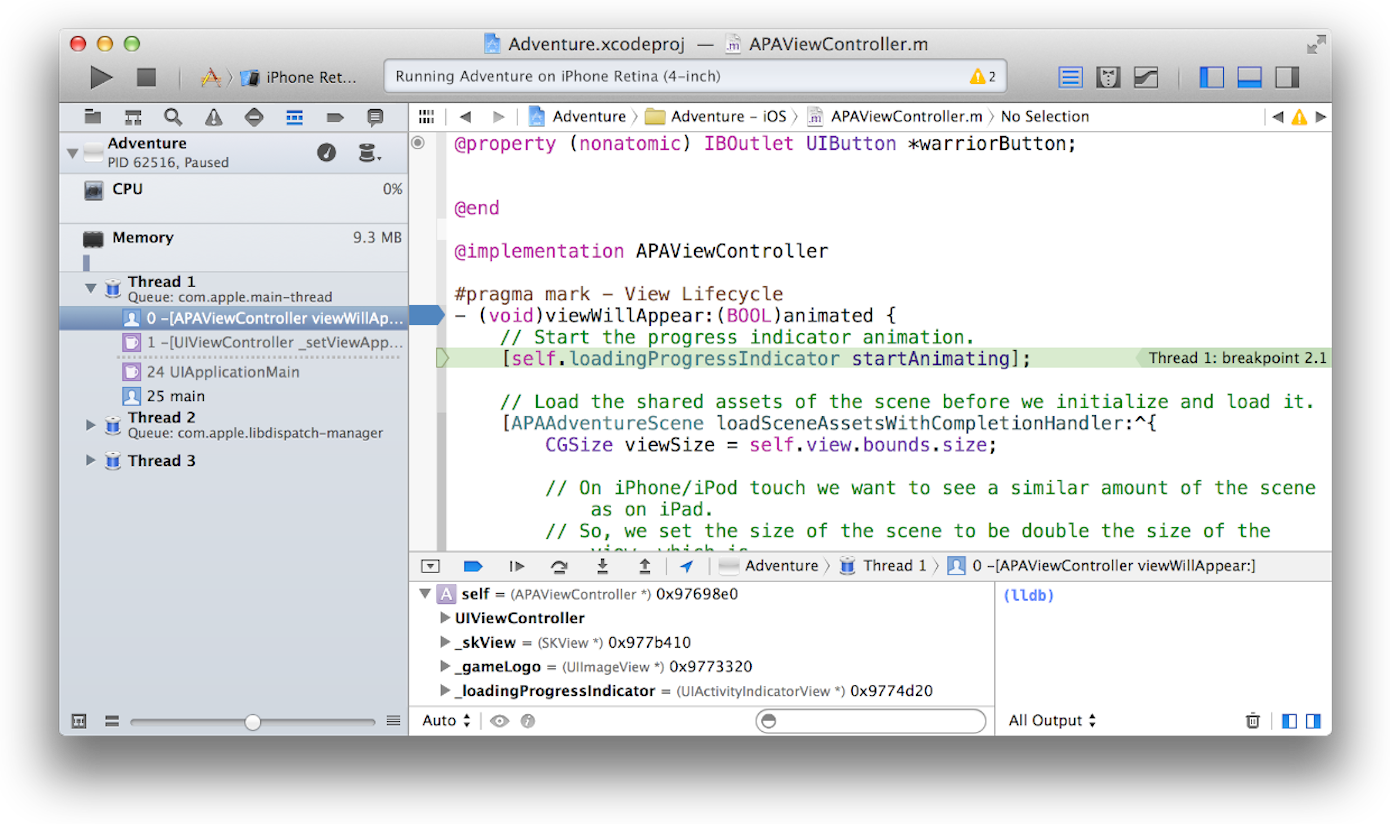 Adventure.xcodeproj — APAViewController.m
iPhone Ret...
Running Adventure on iPhone Retina (4-inch)
2
Adventure
PID 62516, Paused
CPU
0%
Memory
9.3 MB
Thread 1
Queue: com.apple.main-thread
0 -[APAViewController viewWillAp...
1 -[UIViewController _setViewApp...
24 UIApplicationMain
25 main
Thread 2
Queue: com.apple.libdispatch-manager
Thread 3
Adventure
Adventure - iOS
APAViewController.m
No Selection
@property (nonatomic) IBOutlet UIButton *warriorButton;
@end
@implementation APAViewController
#pragma mark - View Lifecycle
- (void)viewWillAppear:(BOOL)animated {
// Start the progress indicator animation.
[self.loadingProgressIndicator startAnimating];
Thread 1: breakpoint 2.1
// Load the shared assets of the scene before we initialize and load it.
[APAAdventureScene loadSceneAssetsWithCompletionHandler:^{
CGSize viewSize = self.view.bounds.size;
// On iPhone/iPod touch we want to see a similar amount of the scene
as on iPad.
// So, we set the size of the scene to be double the size of the
view, which is
Adventure
Thread 1
0 -[APAViewController viewWillAppear:]
A self = (APAViewController *) 0x97698e0
UIViewController
_skView = (SKView *) 0x977b410
_gameLogo = (UIImageView *) 0x9773320
_loadingProgressIndicator = (UIActivityIndicatorView *) 0x9774d20
Auto
(lldb)
All Output